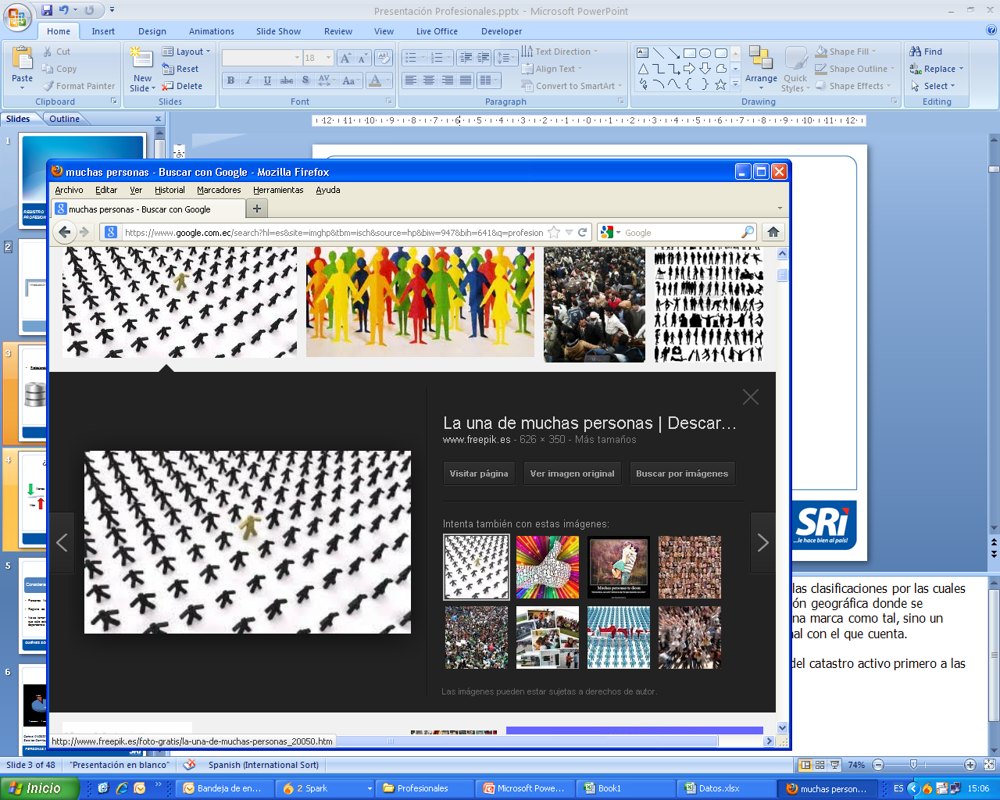 Presentación Profesionales.pptx - Microsoft PowerPoint
Home Insert Design Animations Slide Show Review View Live Office Developer
Paste Cut Copy Format Painter
New Slide Layout Reset Delete
18
B I U abc S AV Aa A
Text Direction Align Text Convert to SmartArt
Arrange Quick Styles Shape Fill Shape Outline Shape Effects
Find Replace Select
Clipboard Slides Font Paragraph Drawing Editing
Slides Outline
12 11 10 9 8 7 6 5 4 3 2 1 0 1 2 3 4 5 6 7 8 9 10 11 12
1
REGISTRO
2
3
4
5
6
muchas personas - Buscar con Google - Mozilla Firefox
Archivo Editar Ver Historial Marcadores Herramientas Ayuda
muchas personas - Buscar con Google
https://www.google.com.ec/search?hl=es&site=imghp&tbm=isch&source=hp&biw=947&bih=641&q=profesion
Google
La una de muchas personas | Descar...
www.freepik.es - 626 × 350 - Más tamaños
Visitar página Ver imagen original Buscar por imágenes
Intenta también con estas imágenes:
Muchas personas te dicen
Las imágenes pueden estar sujetas a derechos de autor.
http://www.freepik.es/foto-gratis/la-una-de-muchas-personas_20050.htm
SRi
...le hace bien al país!
las clasificaciones por las cuales
ón geográfica donde se
na marca como tal, sino un
al con el que cuenta.
del catastro activo primero a las
Slide 3 of 48 "Presentación en blanco" Spanish (International Sort) 74%
Inicio Bandeja de en... 2 Spark Profesionales Microsoft Powe... Book1 Datos.xlsx muchas person... ES 15:06